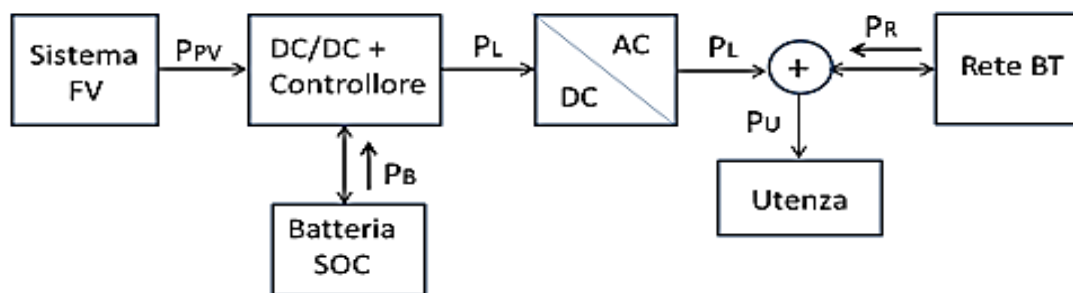 Sistema
FV
PPV
DC/DC +
Controllore
PL
AC
DC
PL
+
PR
Rete BT
PB
PU
Batteria
SOC
Utenza